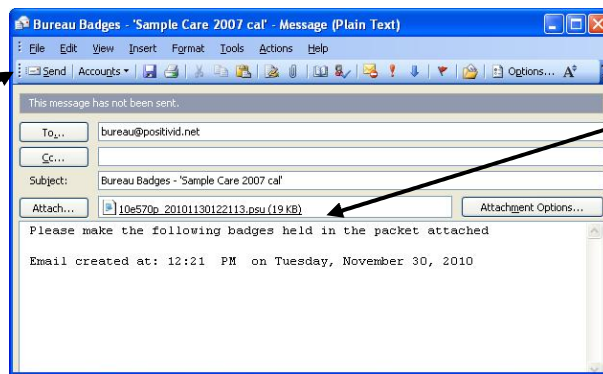 Bureau Badges - 'Sample Care 2007 cal' - Message (Plain Text)
File Edit View Insert Format Tools Actions Help
Send Accounts Options...
This message has not been sent.
To... bureau@positivid.net
Cc...
Subject: Bureau Badges - 'Sample Care 2007 cal'
Attach... 10e570p_20101130122113.psu (19 KB) Attachment Options...
Please make the following badges held in the packet attached
Email created at: 12:21 PM on Tuesday, November 30, 2010